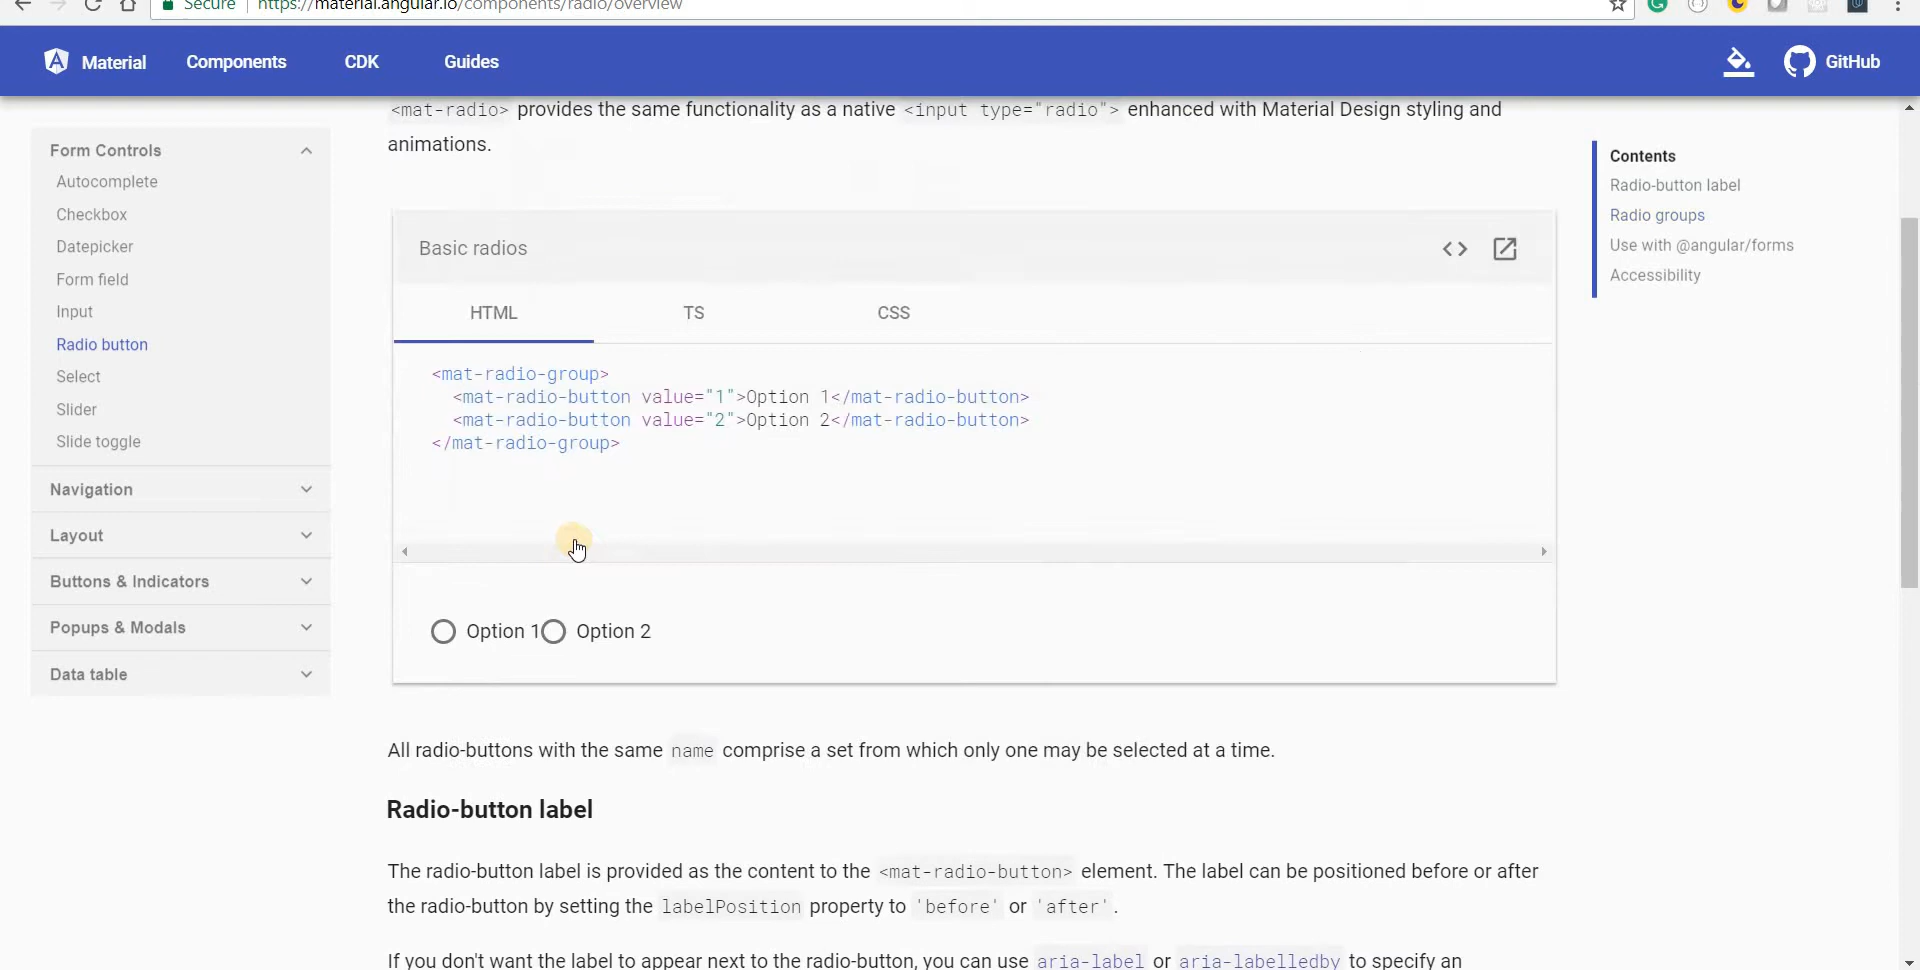 Secure https://material.angular.io/components/radio/overview
Material Components CDK Guides GitHub
Form Controls
Autocomplete
Checkbox
Datepicker
Form field
Input
Radio button
Select
Slider
Slide toggle
Navigation
Layout
Buttons & Indicators
Popups & Modals
Data table
<mat-radio> provides the same functionality as a native <input type="radio"> enhanced with Material Design styling and
animations.
Basic radios
HTML TS CSS
<mat-radio-group>
<mat-radio-button value="1">Option 1</mat-radio-button>
<mat-radio-button value="2">Option 2</mat-radio-button>
</mat-radio-group>
Option 1 Option 2
All radio-buttons with the same name comprise a set from which only one may be selected at a time.
Radio-button label
The radio-button label is provided as the content to the <mat-radio-button> element. The label can be positioned before or after
the radio-button by setting the labelPosition property to 'before' or 'after'.
If you don't want the label to appear next to the radio-button, you can use aria-label or aria-labelledby to specify an
Contents
Radio-button label
Radio groups
Use with @angular/forms
Accessibility